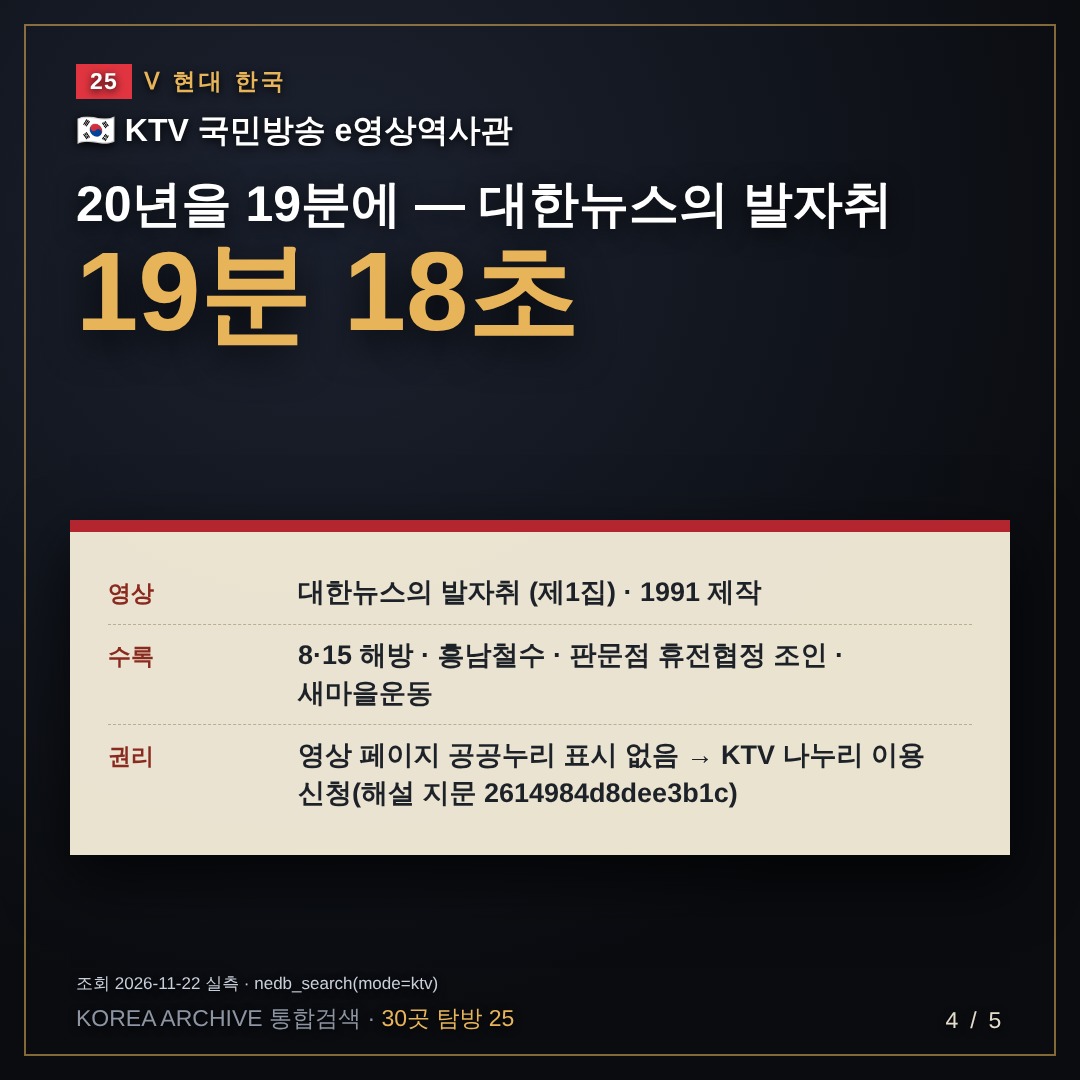 25 V 현대 한국
🇰🇷 KTV 국민방송 e영상역사관
20년을 19분에 — 대한뉴스의 발자취
19분 18초
영상 대한뉴스의 발자취 (제1집) · 1991 제작
수록 8·15 해방 · 흥남철수 · 판문점 휴전협정 조인 ·
새마을운동
권리 영상 페이지 공공누리 표시 없음 → KTV 나누리 이용
신청(해설 지문 2614984d8dee3b1c)
조회 2026-11-22 실측 · nedb_search(mode=ktv)
KOREA ARCHIVE 통합검색 · 30곳 탐방 25
4 / 5